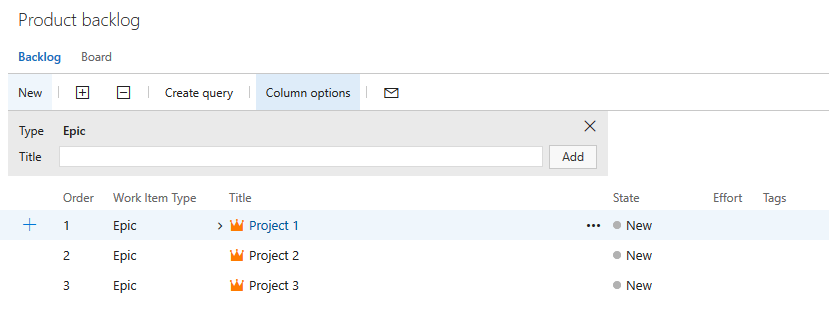 Product backlog
Backlog Board
New Create query Column options
Type Epic
Title Add
Order Work Item Type Title State Effort Tags
1 Epic Project 1 New
2 Epic Project 2 New
3 Epic Project 3 New